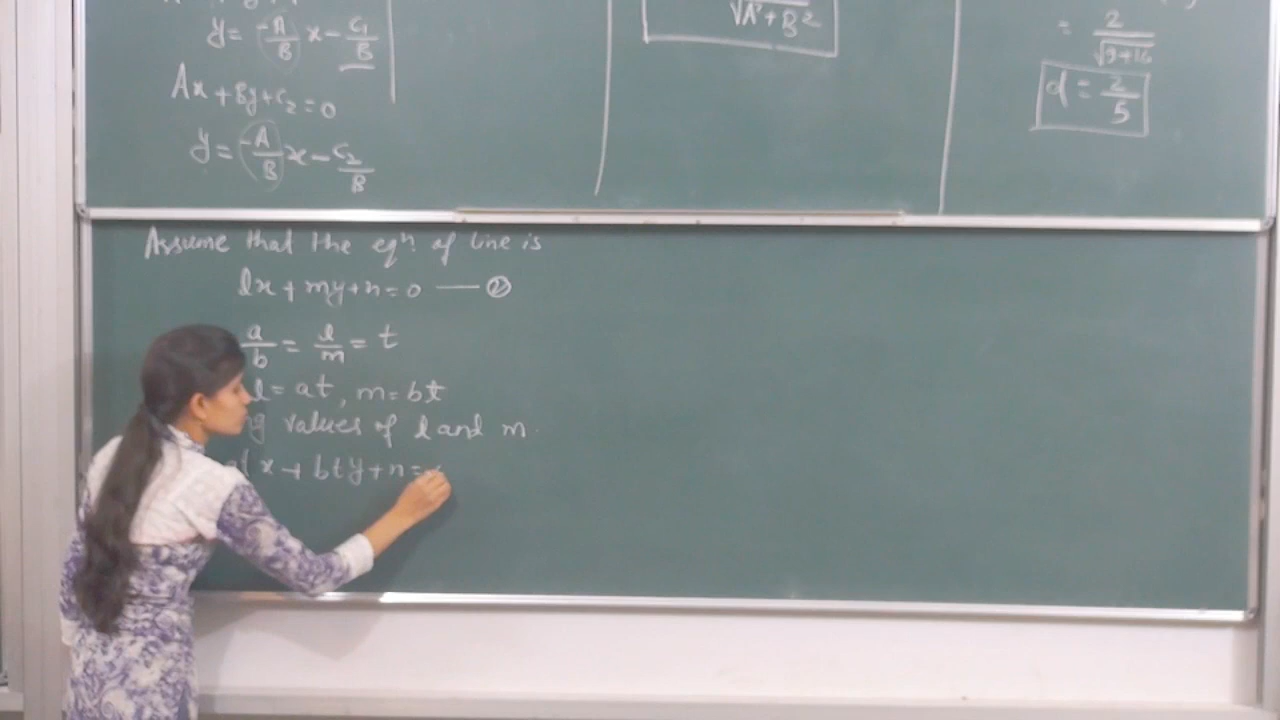 y = -A/B x - C₁/B
Ax + By + C₂ = 0
y = -A/B x - C₂/B
√A² + B²
= 2/√9+16
d = 2/5
Assume that the eqⁿ. of line is
lx + my + n = 0 — ②
a/b = l/m = t
l = at, m = bt
values of l and m.
x + bty + n =